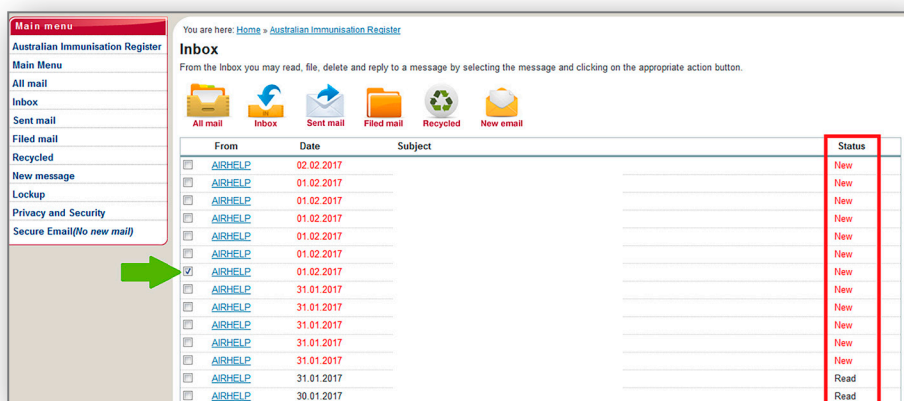 Main menu
Australian Immunisation Register
Main Menu
All mail
Inbox
Sent mail
Filed mail
Recycled
New message
Lockup
Privacy and Security
Secure Email(No new mail)
You are here: Home » Australian Immunisation Register
Inbox
From the Inbox you may read, file, delete and reply to a message by selecting the message and clicking on the appropriate action button.
All mail Inbox Sent mail Filed mail Recycled New email
From Date Subject Status
AIRHELP 02.02.2017 New
AIRHELP 01.02.2017 New
AIRHELP 01.02.2017 New
AIRHELP 01.02.2017 New
AIRHELP 01.02.2017 New
AIRHELP 01.02.2017 New
AIRHELP 01.02.2017 New
AIRHELP 31.01.2017 New
AIRHELP 31.01.2017 New
AIRHELP 31.01.2017 New
AIRHELP 31.01.2017 New
AIRHELP 31.01.2017 New
AIRHELP 31.01.2017 Read
AIRHELP 30.01.2017 Read